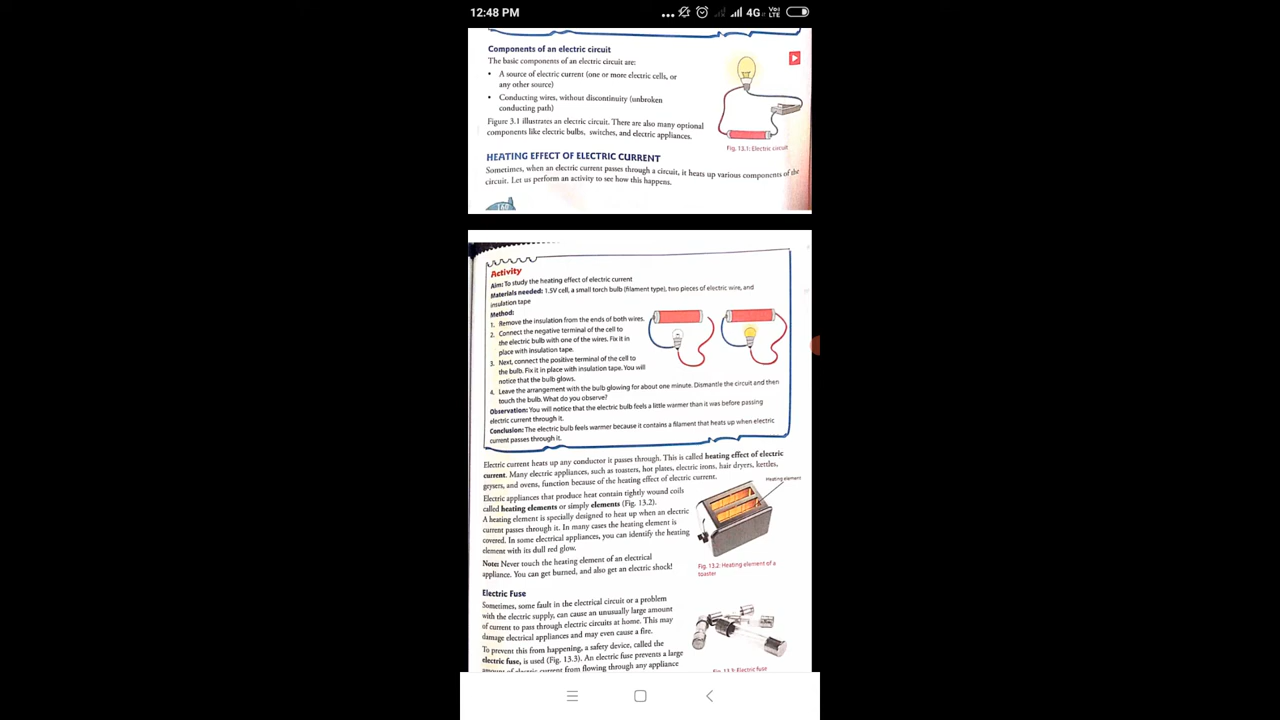 12:48 PM
4G
Vo
LTE
Components of an electric circuit
The basic components of an electric circuit are:
• A source of electric current (one or more electric cells, or
any other source)
• Conducting wires, without discontinuity (unbroken
conducting path)
Figure 3.1 illustrates an electric circuit. There are also many optional
components like electric bulbs, switches, and electric appliances.
Fig. 13.1: Electric circuit
HEATING EFFECT OF ELECTRIC CURRENT
Sometimes, when an electric current passes through a circuit, it heats up various components of the
circuit. Let us perform an activity to see how this happens.
Activity
Aim: To study the heating effect of electric current
Materials needed: 1.5V cell, a small torch bulb (filament type), two pieces of electric wire, and
insulation tape
Method:
1. Remove the insulation from the ends of both wires.
2. Connect the negative terminal of the cell to
the electric bulb with one of the wires. Fix it in
place with insulation tape.
3. Next, connect the positive terminal of the cell to
the bulb. Fix it in place with insulation tape. You will
notice that the bulb glows.
4. Leave the arrangement with the bulb glowing for about one minute. Dismantle the circuit and then
touch the bulb. What do you observe?
Observation: You will notice that the electric bulb feels a little warmer than it was before passing
electric current through it.
Conclusion: The electric bulb feels warmer because it contains a filament that heats up when electric
current passes through it.
Electric current heats up any conductor it passes through. This is called heating effect of electric
current. Many electric appliances, such as toasters, hot plates, electric irons, hair dryers, kettles,
geysers, and ovens, function because of the heating effect of electric current.
Electric appliances that produce heat contain tightly wound coils
called heating elements or simply elements (Fig. 13.2).
A heating element is specially designed to heat up when an electric
current passes through it. In many cases the heating element is
covered. In some electrical appliances, you can identify the heating
element with its dull red glow.
Note: Never touch the heating element of an electrical
appliance. You can get burned, and also get an electric shock!
Heating element
Fig. 13.2: Heating element of a
toaster
Electric Fuse
Sometimes, some fault in the electrical circuit or a problem
with the electric supply, can cause an unusually large amount
of current to pass through electric circuits at home. This may
damage electrical appliances and may even cause a fire.
To prevent this from happening, a safety device, called the
electric fuse, is used (Fig. 13.3). An electric fuse prevents a large
amount of electric current from flowing through any appliance
Fig. 13.3: Electric fuse